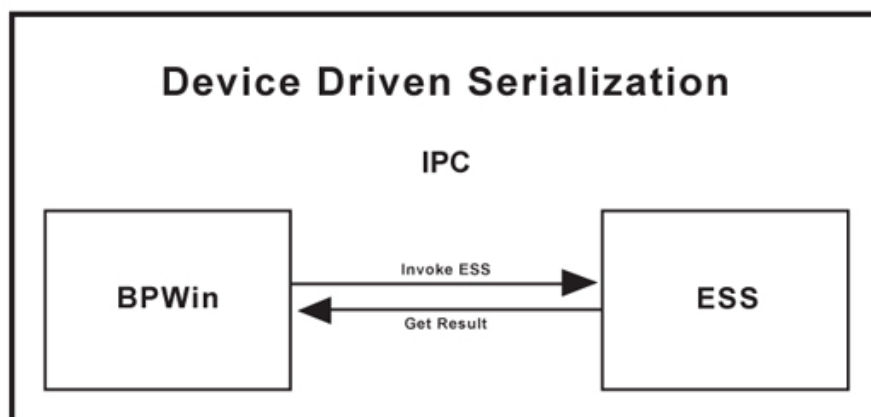 Device Driven Serialization
IPC
Invoke ESS
BPWin
ESS
Get Result